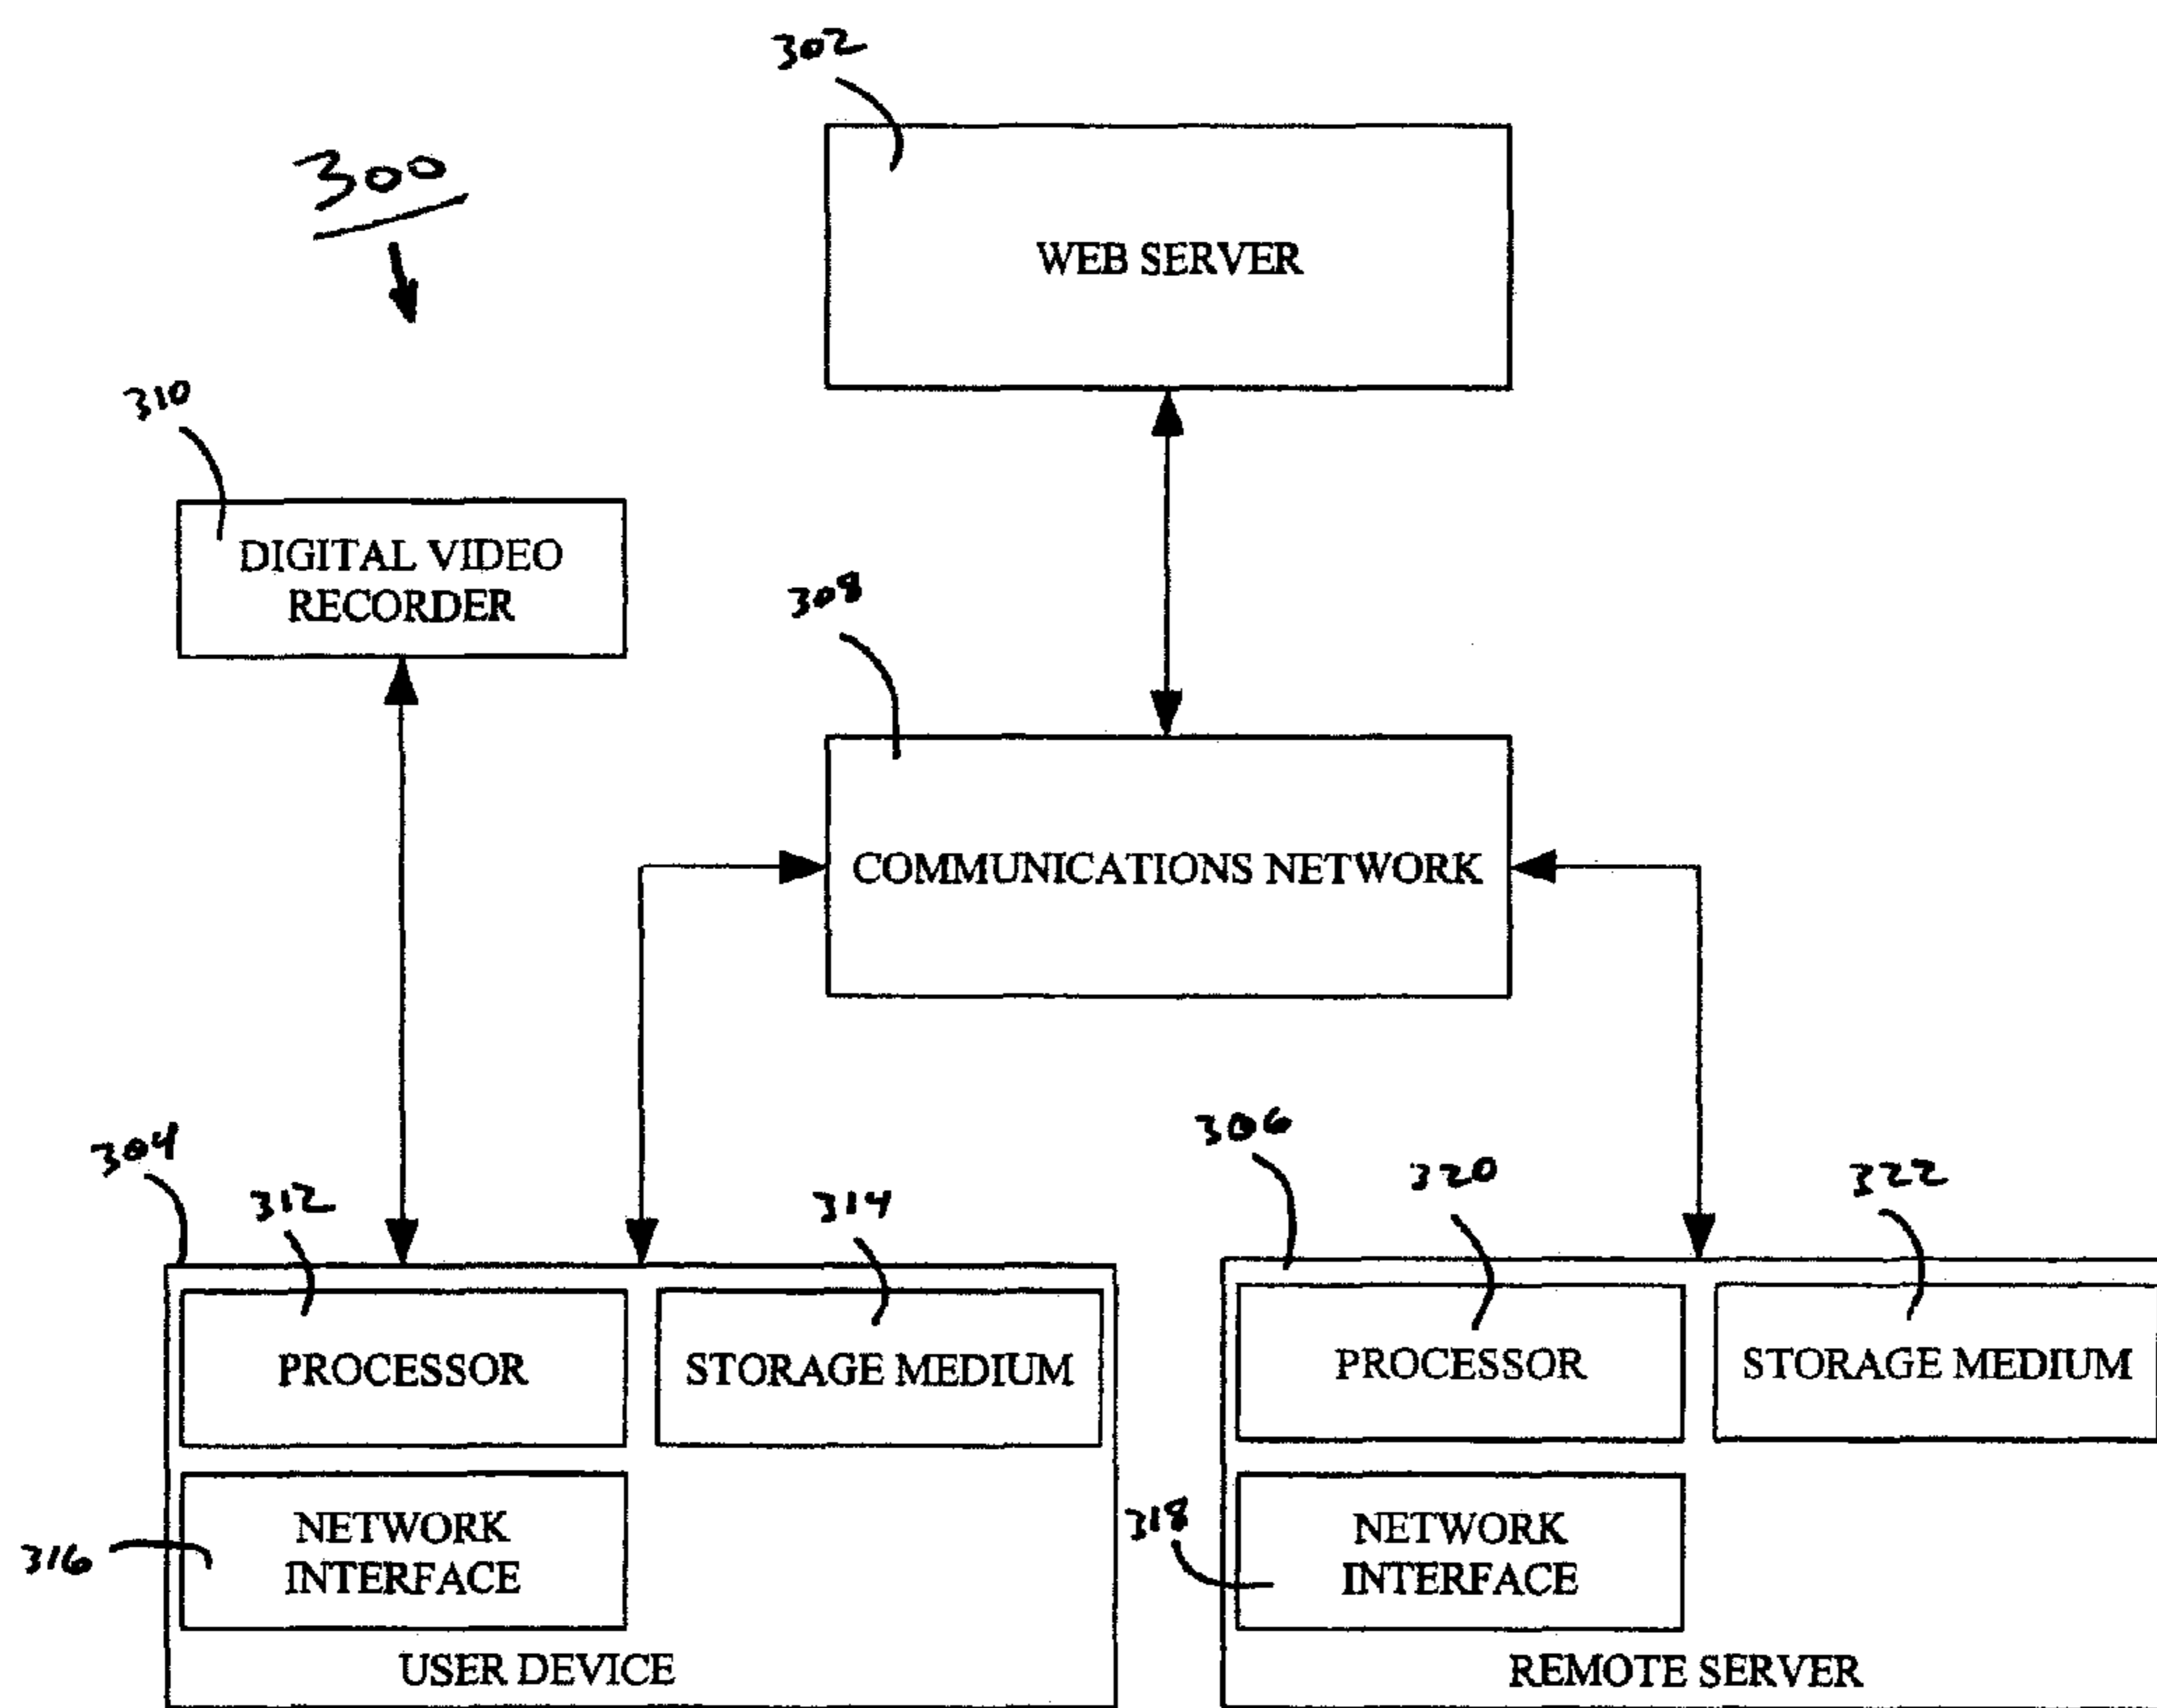 302
300
WEB SERVER
310
DIGITAL VIDEO
RECORDER
308
COMMUNICATIONS NETWORK
304
312
314
306
320
322
PROCESSOR
STORAGE MEDIUM
PROCESSOR
STORAGE MEDIUM
316
NETWORK
INTERFACE
318
NETWORK
INTERFACE
USER DEVICE
REMOTE SERVER